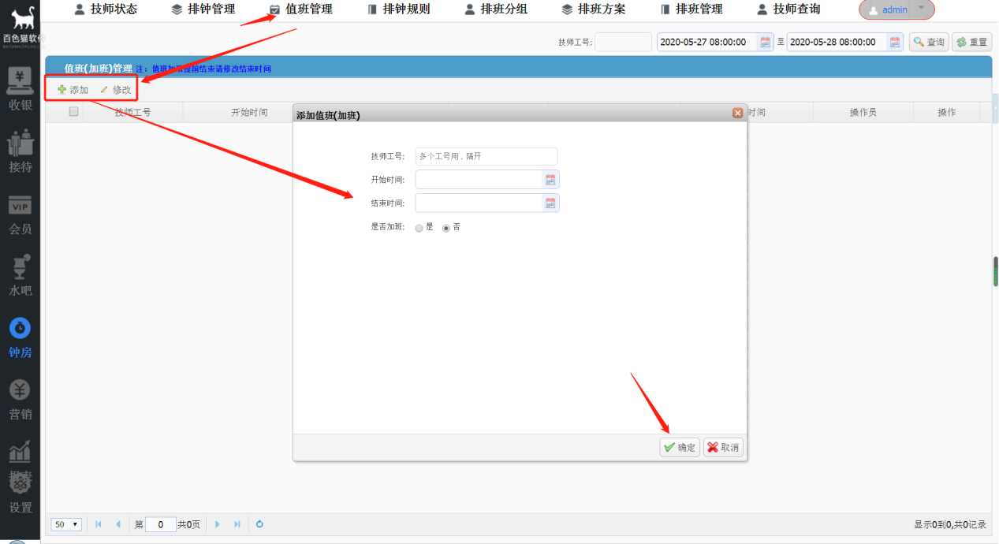 技师状态 排钟管理 值班管理 排钟规则 排班分组 排班方案 排班管理 技师查询 admin
百色猫软件
技师工号: 2020-05-27 08:00:00 至 2020-05-28 08:00:00 查询 重置
值班(加班)管理 注：值班加班提前结束请修改结束时间
添加 修改
技师工号 开始时间 时间 操作员 操作
添加值班(加班)
技师工号: 多个工号用，隔开
开始时间:
结束时间:
是否加班: 是 否
确定 取消
收银
接待
VIP
会员
水吧
钟房
营销
设置
50 第 0 共0页 显示0到0,共0记录